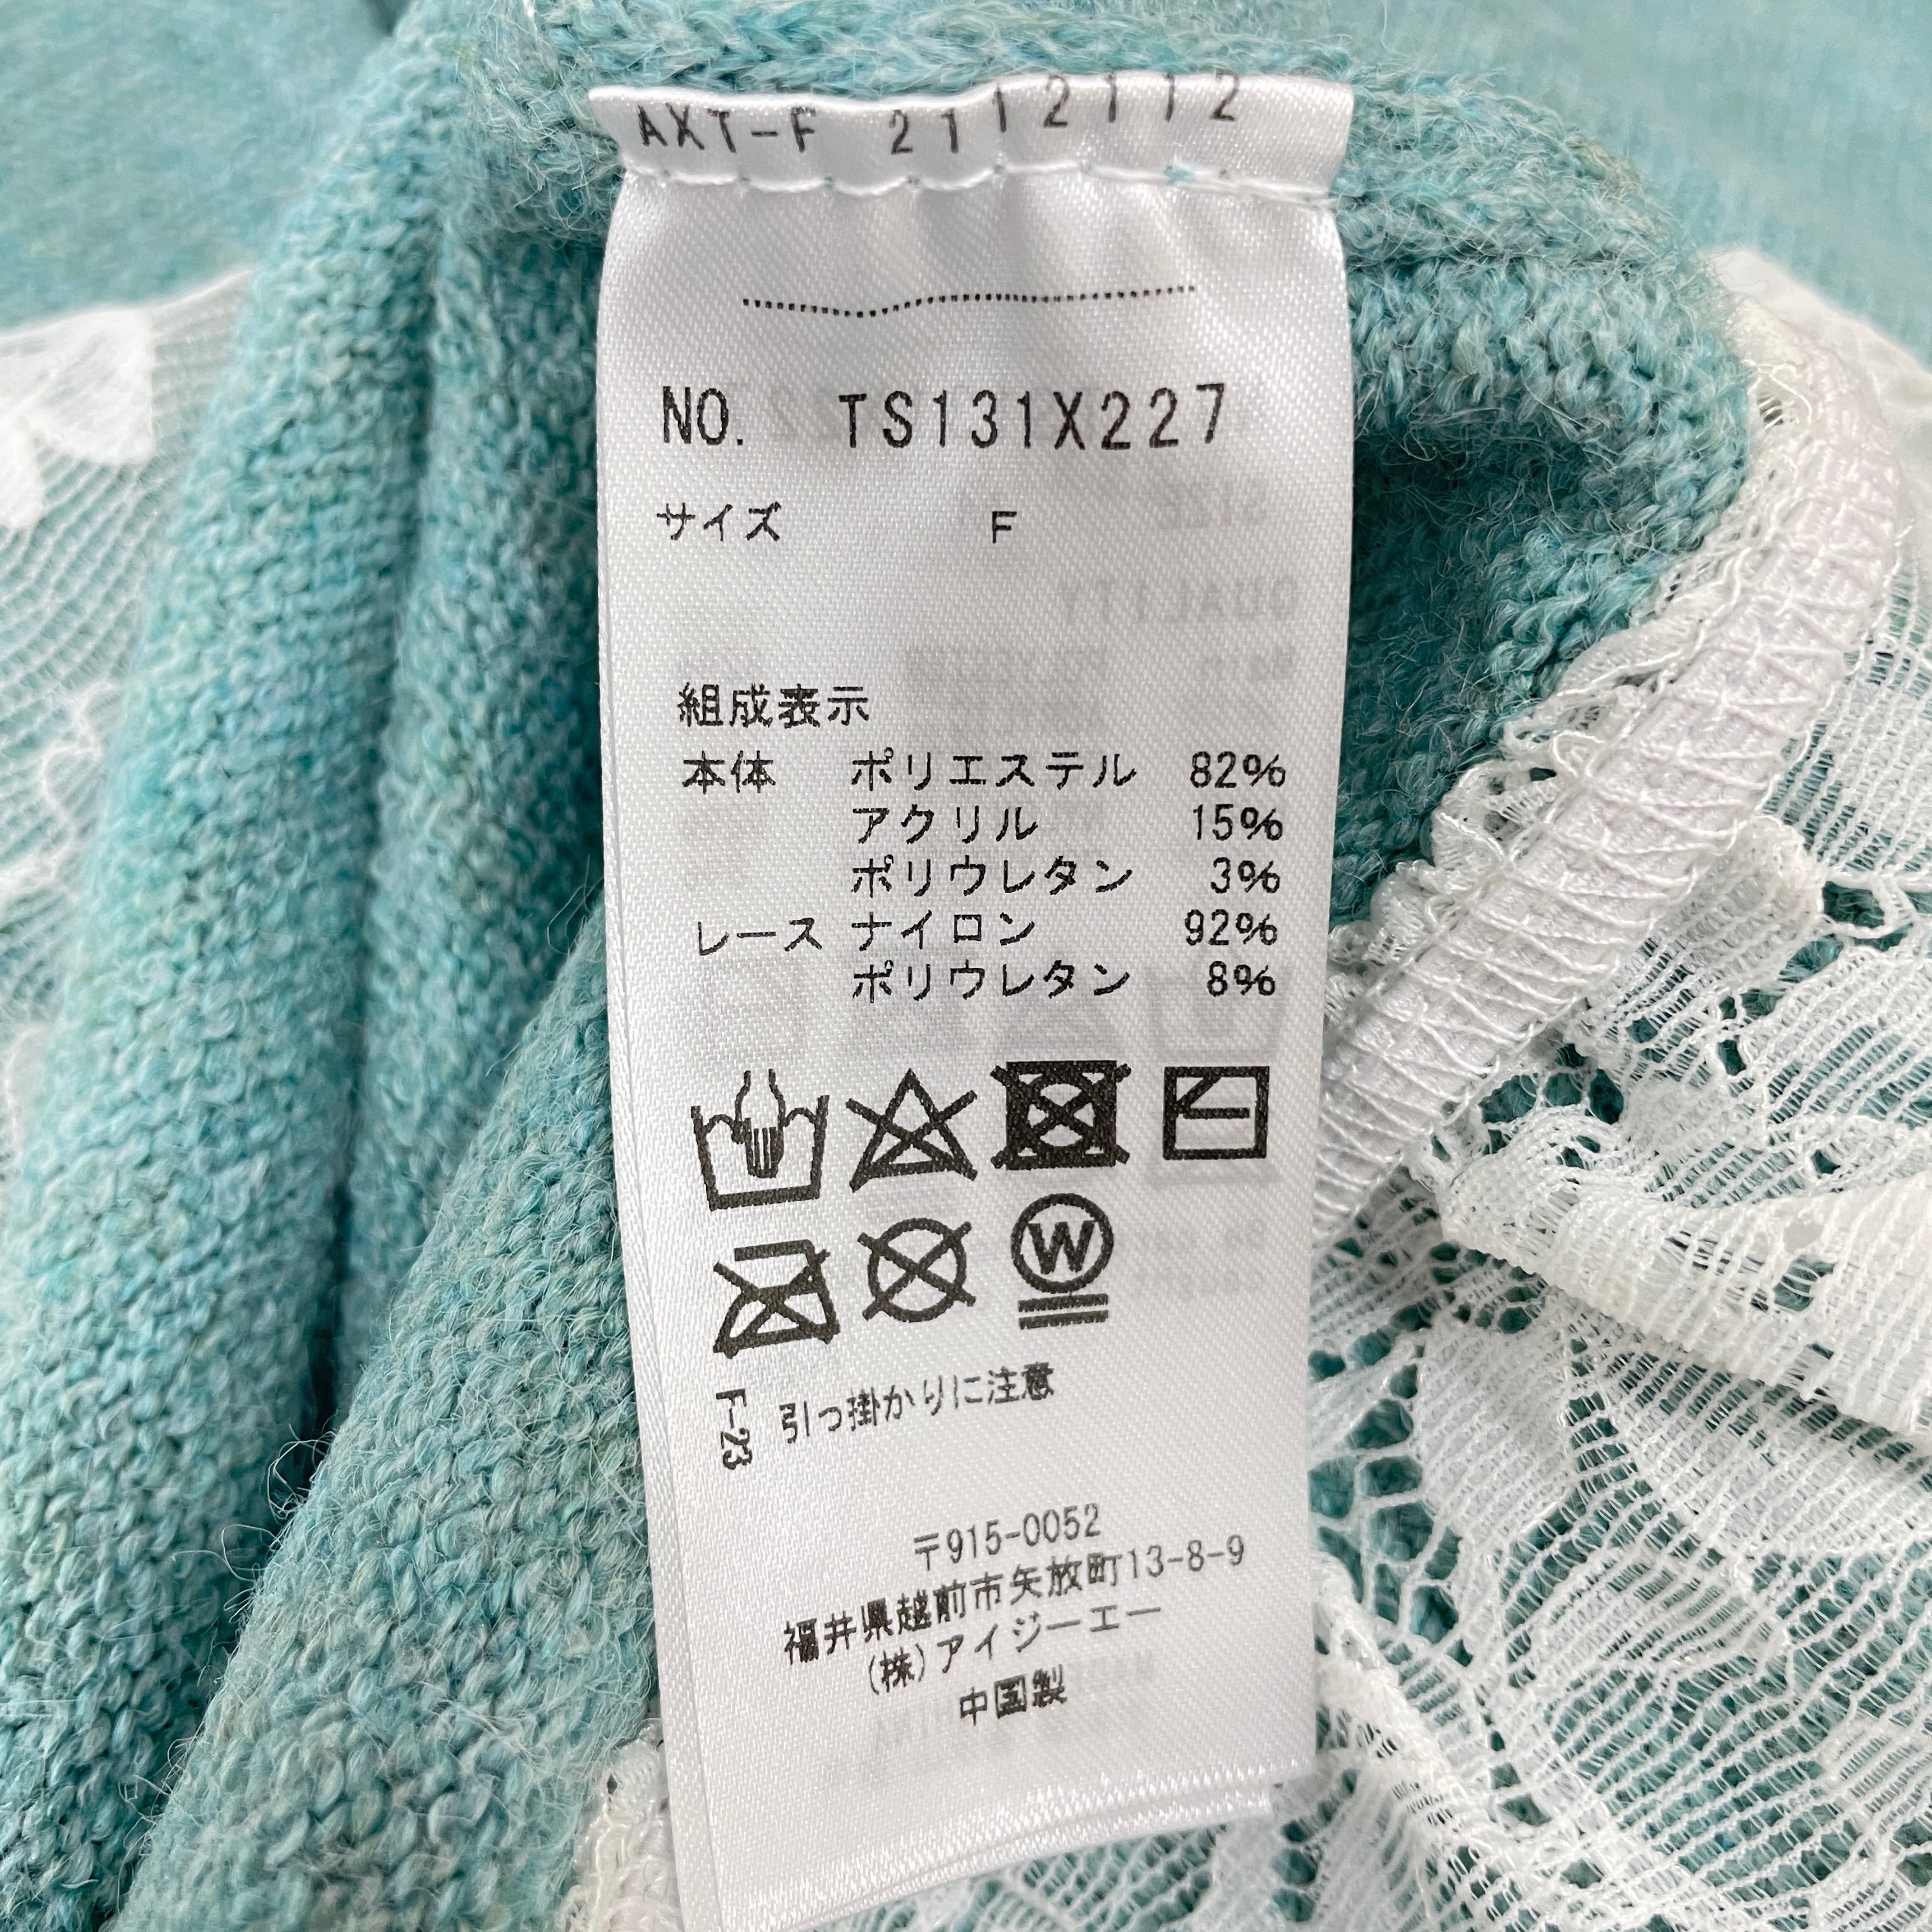 AXT-F 2112112
NO. TS131X227
サイズ F
組成表示
本体 ポリエステル 82%
アクリル 15%
ポリウレタン 3%
レース ナイロン 92%
ポリウレタン 8%
W
F-23 引っ掛かりに注意
〒915-0052
福井県越前市矢放町13-8-9
(株)アイジーエー
中国製